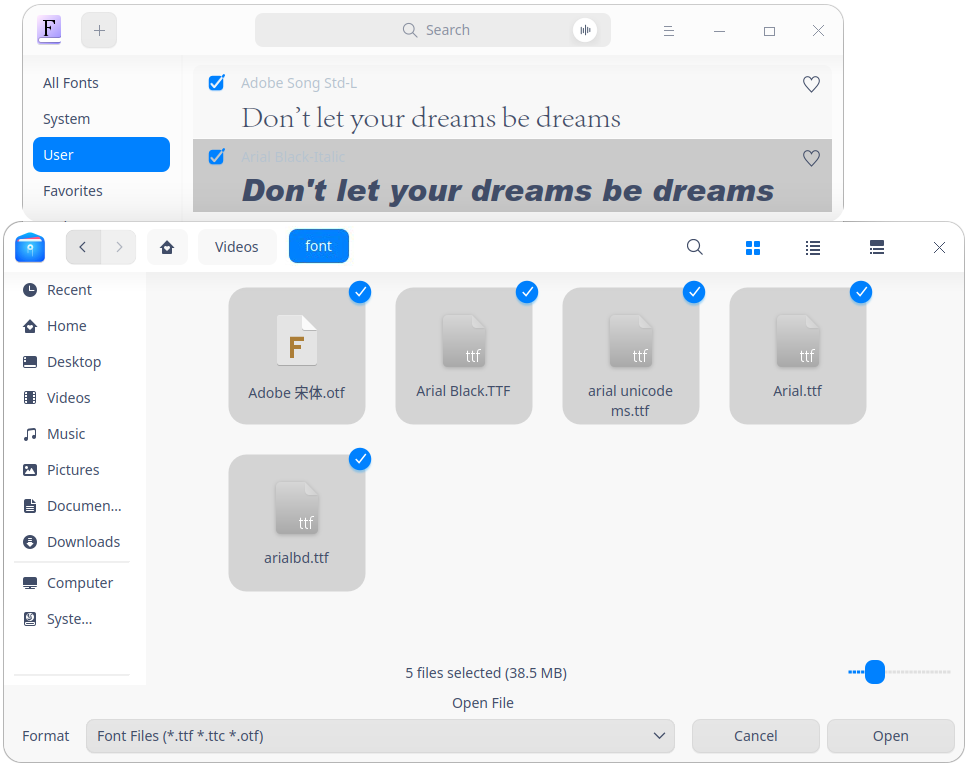 F
Search
All Fonts
System
User
Favorites
Adobe Song Std-L
Don’t let your dreams be dreams
Arial Black-Italic
Don't let your dreams be dreams
Videos
font
Recent
Home
Desktop
Videos
Music
Pictures
Documen...
Downloads
Computer
Syste...
F
Adobe 宋体.otf
ttf
Arial Black.TTF
ttf
arial unicode
ms.ttf
ttf
Arial.ttf
ttf
arialbd.ttf
5 files selected (38.5 MB)
Open File
Format
Font Files (*.ttf *.ttc *.otf)
Cancel
Open